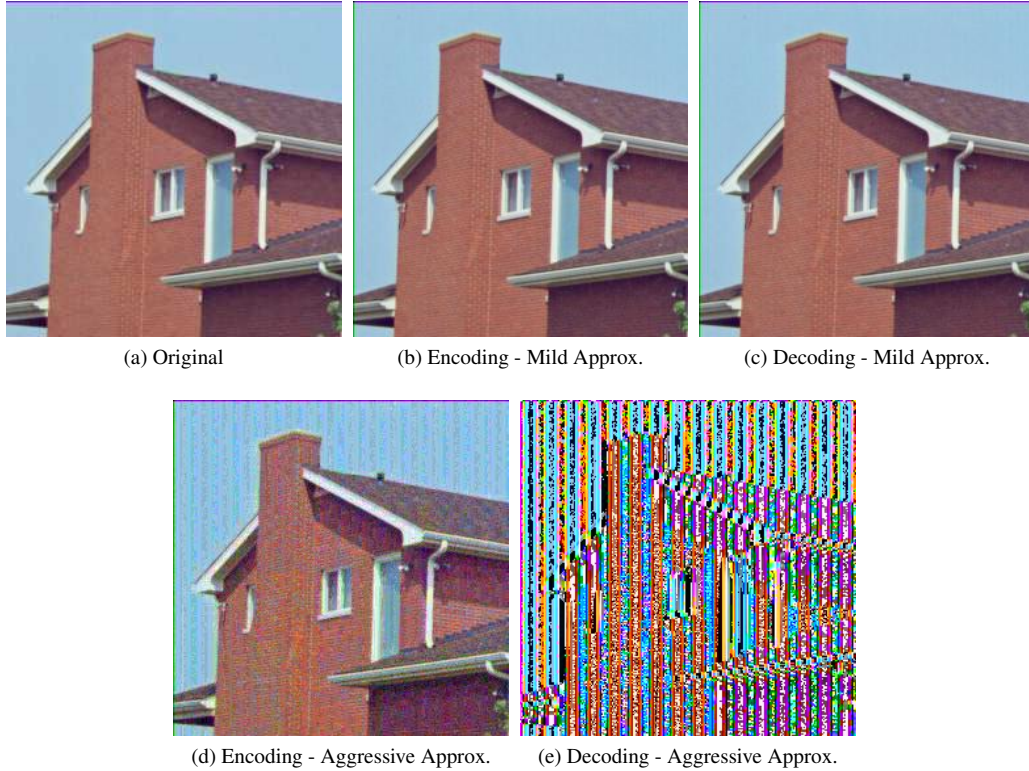 (a) Original
(b) Encoding - Mild Approx.
(c) Decoding - Mild Approx.
(d) Encoding - Aggressive Approx.
(e) Decoding - Aggressive Approx.